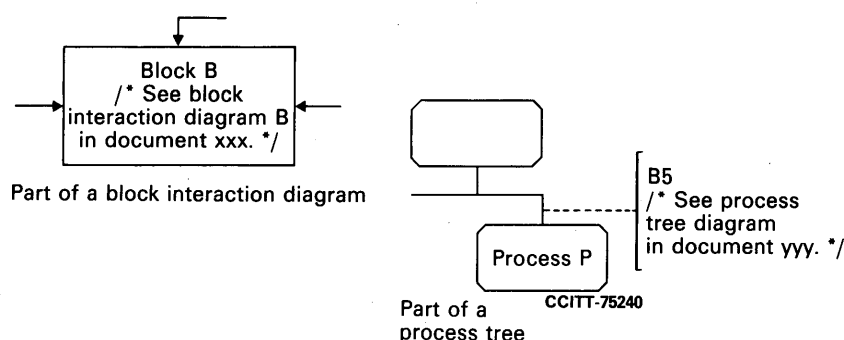 Block B
/* See block
interaction diagram B
in document xxx. */
Part of a block interaction diagram
B5
/* See process
tree diagram
in document yyy. */
Process P
CCITT-75240
Part of a
process tree